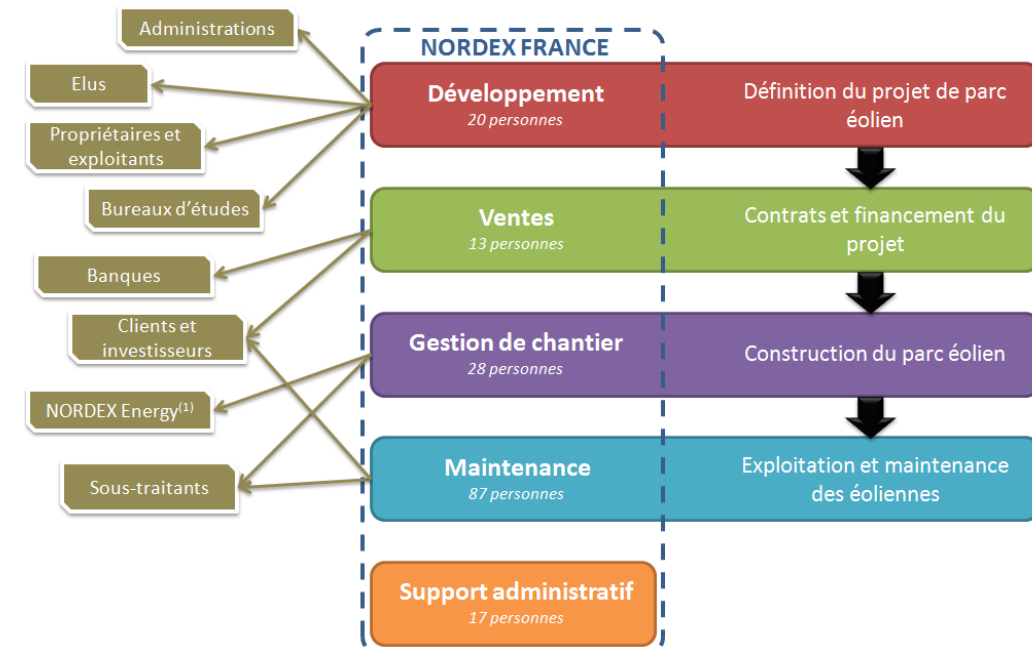 Administrations
Elus
Propriétaires et
exploitants
Bureaux d'études
Banques
Clients et
investisseurs
NORDEX Energy(1)
Sous-traitants
NORDEX FRANCE
Développement
20 personnes
Définition du projet de parc
éolien
Ventes
13 personnes
Contrats et financement du
projet
Gestion de chantier
28 personnes
Construction du parc éolien
Maintenance
87 personnes
Exploitation et maintenance
des éoliennes
Support administratif
17 personnes